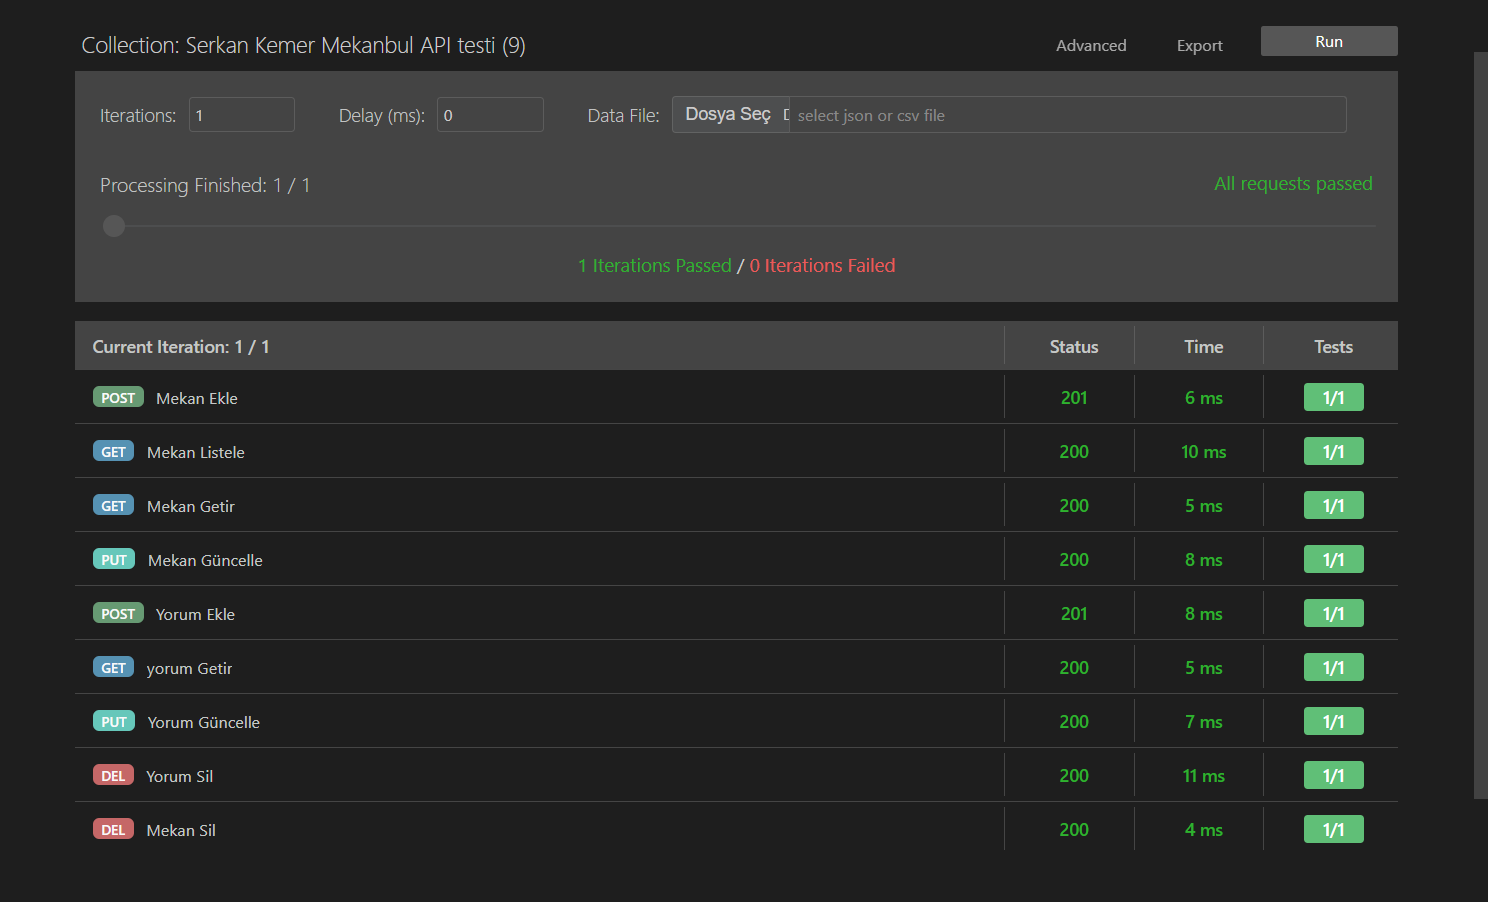 Collection: Serkan Kemer Mekanbul API testi (9) Advanced Export Run
Iterations: 1 Delay (ms): 0 Data File: Dosya Seç select json or csv file
Processing Finished: 1 / 1 All requests passed
1 Iterations Passed / 0 Iterations Failed
Current Iteration: 1 / 1 Status Time Tests
POST Mekan Ekle 201 6 ms 1/1
GET Mekan Listele 200 10 ms 1/1
GET Mekan Getir 200 5 ms 1/1
PUT Mekan Güncelle 200 8 ms 1/1
POST Yorum Ekle 201 8 ms 1/1
GET yorum Getir 200 5 ms 1/1
PUT Yorum Güncelle 200 7 ms 1/1
DEL Yorum Sil 200 11 ms 1/1
DEL Mekan Sil 200 4 ms 1/1